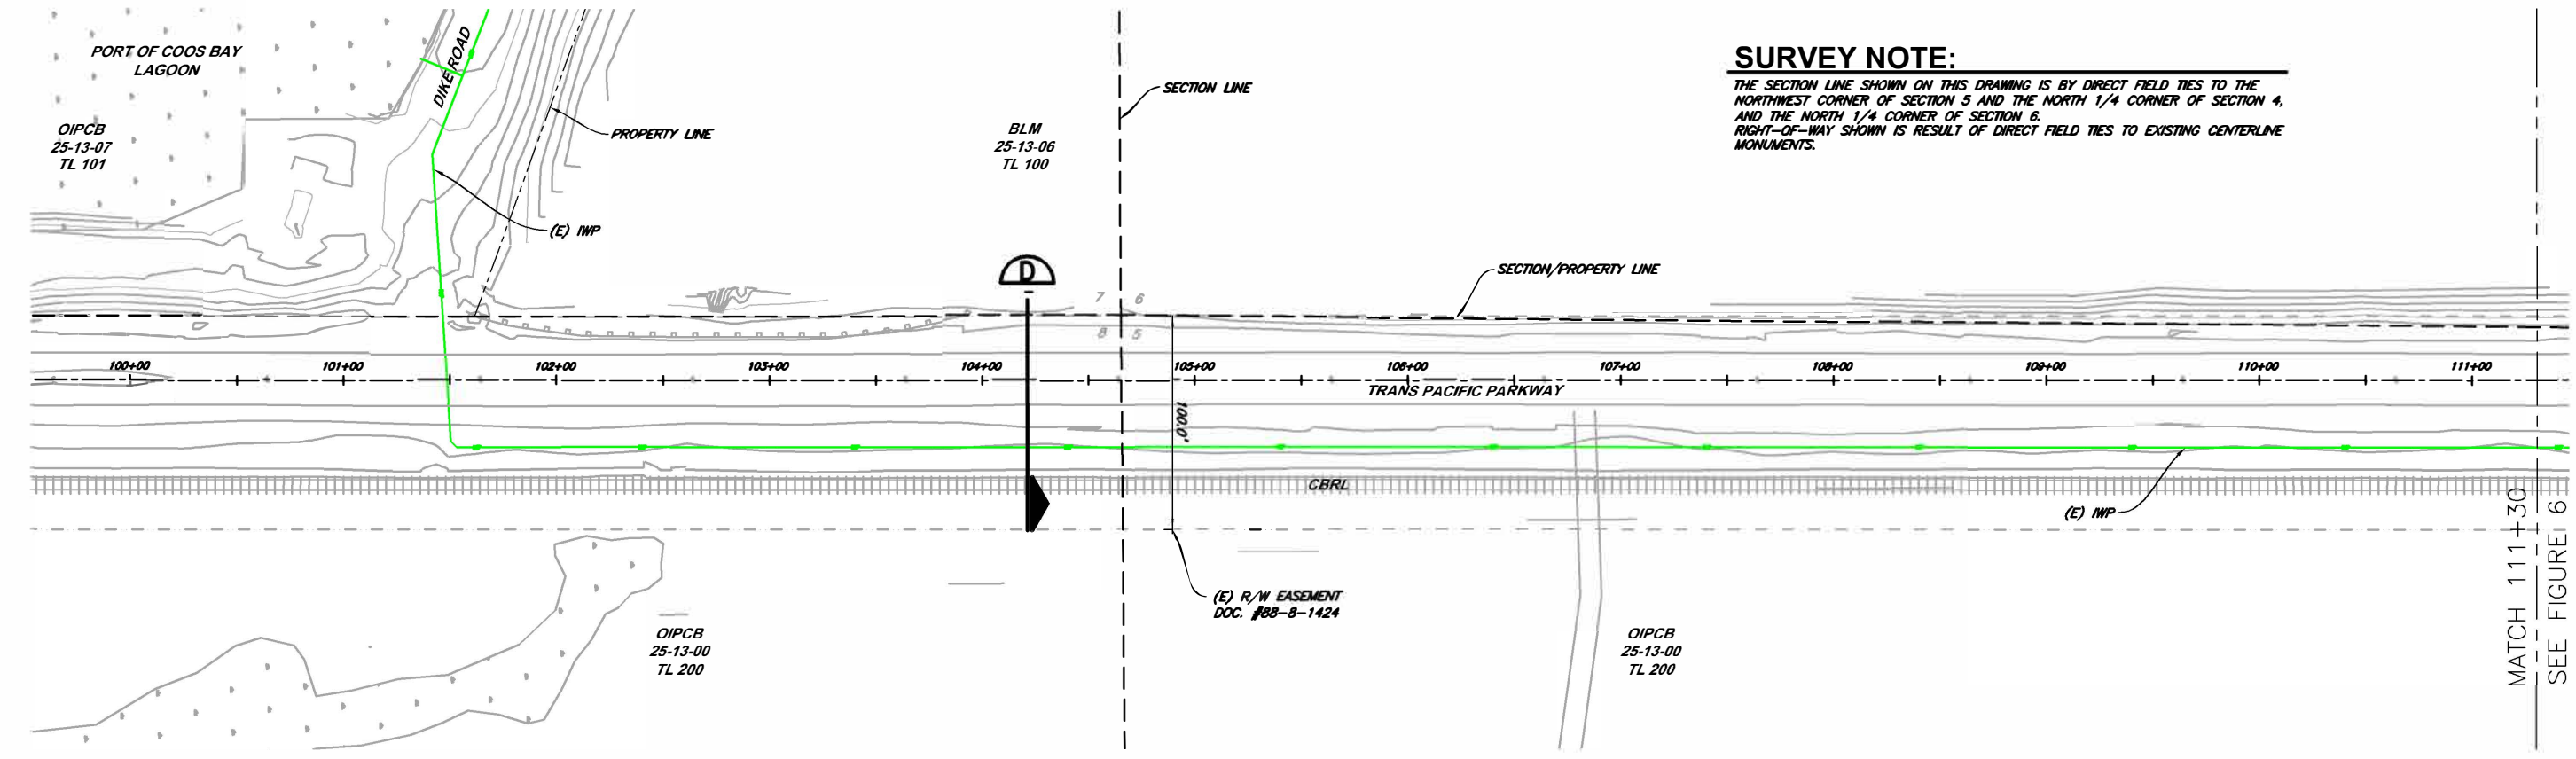 PORT OF COOS BAY
LAGOON
OIPCB
25-13-07
TL 101
DIKE ROAD
PROPERTY LINE
(E) IWP
BLM
25-13-06
TL 100
SECTION LINE
SURVEY NOTE:
THE SECTION LINE SHOWN ON THIS DRAWING IS BY DIRECT FIELD TIES TO THE
NORTHWEST CORNER OF SECTION 5 AND THE NORTH 1/4 CORNER OF SECTION 4,
AND THE NORTH 1/4 CORNER OF SECTION 6.
RIGHT-OF-WAY SHOWN IS RESULT OF DIRECT FIELD TIES TO EXISTING CENTERLINE
MONUMENTS.
D
SECTION/PROPERTY LINE
7 6
8 5
100+00 101+00 102+00 103+00 104+00 105+00 106+00 107+00 108+00 109+00 110+00 111+00
TRANS PACIFIC PARKWAY
100.0'
CBRL
(E) IWP
(E) R/W EASEMENT
DOC. #88-8-1424
OIPCB
25-13-00
TL 200
OIPCB
25-13-00
TL 200
MATCH 111+30
SEE FIGURE 6